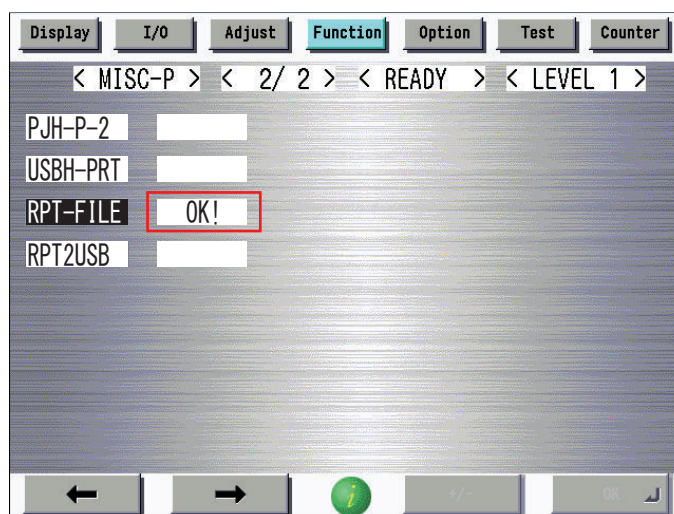 Display I/O Adjust Function Option Test Counter
< MISC-P > < 2/ 2 > < READY > < LEVEL 1 >
PJH-P-2
USBH-PRT
RPT-FILE OK!
RPT2USB
i +/- OK